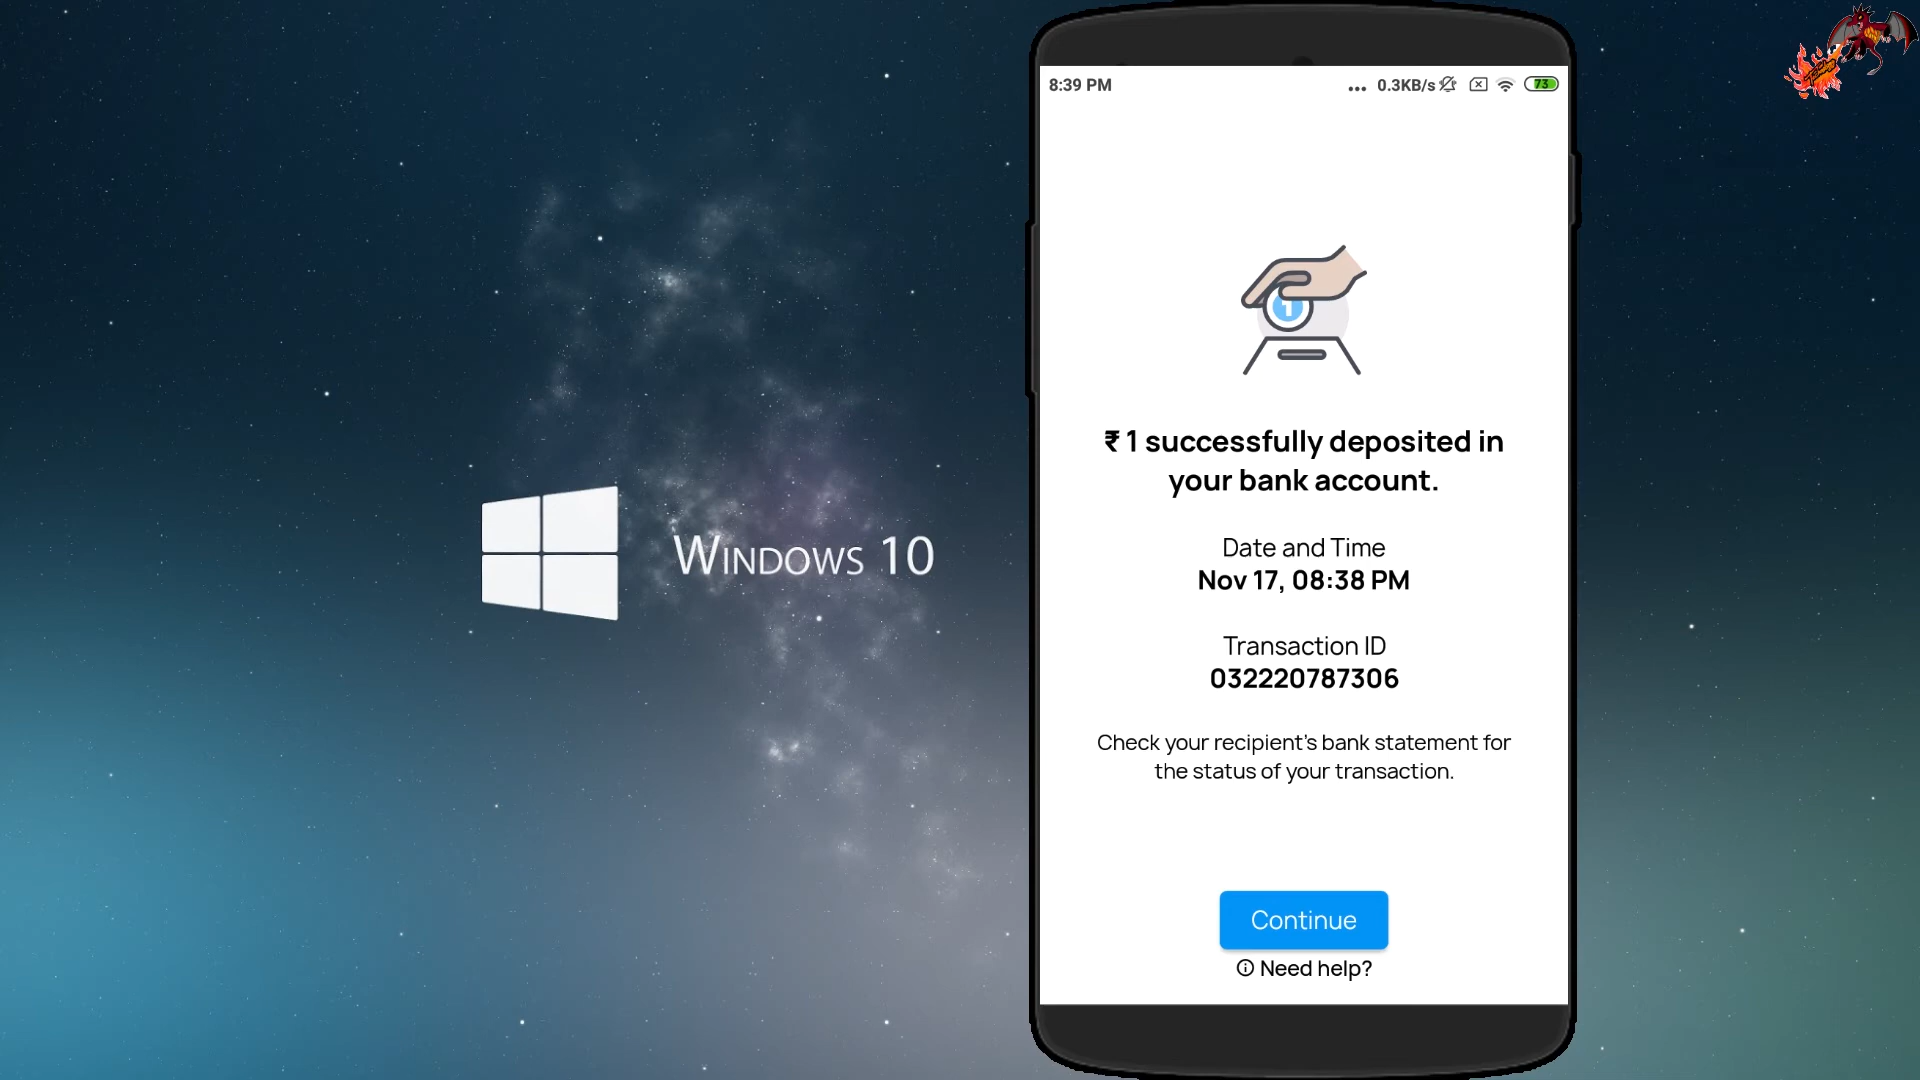 8:39 PM
... 0.3KB/s
73
1
₹ 1 successfully deposited in
your bank account.
Date and Time
Nov 17, 08:38 PM
Transaction ID
032220787306
Check your recipient's bank statement for
the status of your transaction.
Continue
Need help?
WINDOWS 10